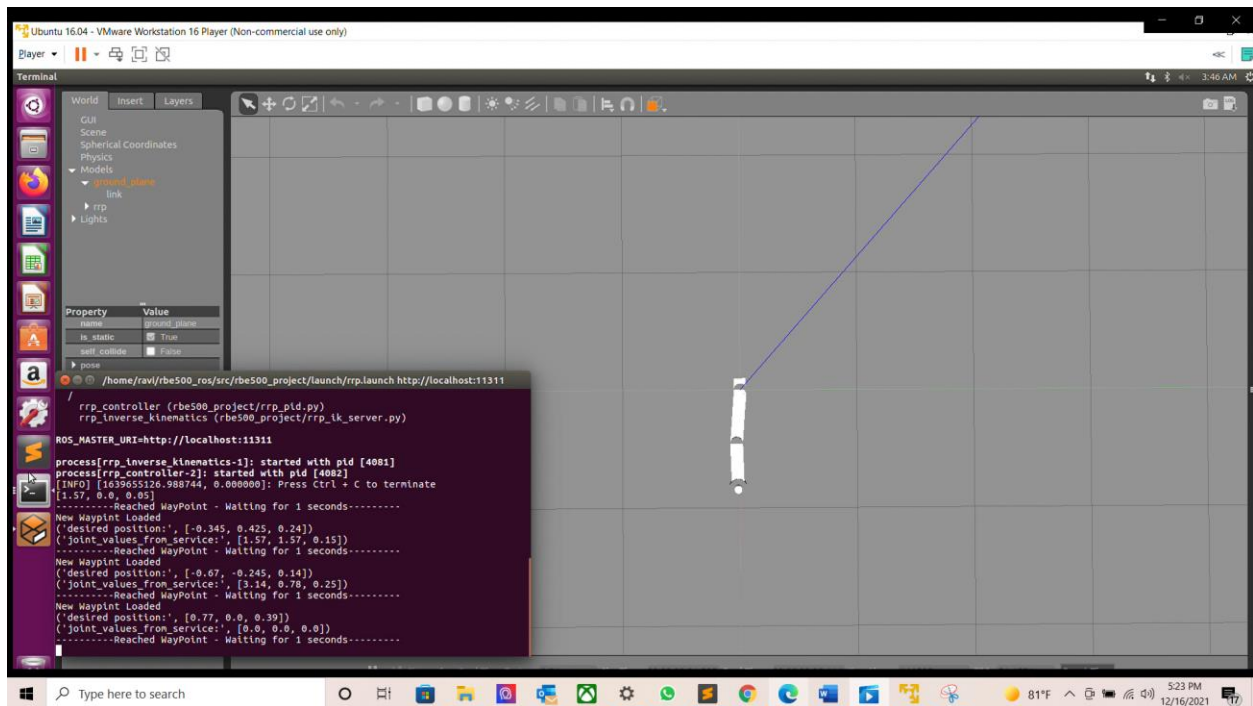 Ubuntu 16.04 - VMware Workstation 16 Player (Non-commercial use only)
Player
Terminal
3:46 AM
World Insert Layers
GUI
Scene
Spherical Coordinates
Physics
Models
ground_plane
link
rrp
Lights
Property Value
name ground_plane
is_static True
self_collide False
pose
/home/ravi/rbe500_ros/src/rbe500_project/launch/rrp.launch http://localhost:11311
/
rrp_controller (rbe500_project/rrp_pid.py)
rrp_inverse_kinematics (rbe500_project/rrp_ik_server.py)
ROS_MASTER_URI=http://localhost:11311
process[rrp_inverse_kinematics-1]: started with pid [4081]
process[rrp_controller-2]: started with pid [4082]
[INFO] [1639655126.988744, 0.000000]: Press Ctrl + C to terminate
[1.57, 0.0, 0.05]
----------Reached WayPoint - Waiting for 1 seconds---------
New Waypint Loaded
('desired position:', [-0.345, 0.425, 0.24])
('joint_values_from_service:', [1.57, 1.57, 0.15])
----------Reached WayPoint - Waiting for 1 seconds---------
New Waypint Loaded
('desired position:', [-0.67, -0.245, 0.14])
('joint_values_from_service:', [3.14, 0.78, 0.25])
----------Reached WayPoint - Waiting for 1 seconds---------
New Waypint Loaded
('desired position:', [0.77, 0.0, 0.39])
('joint_values_from_service:', [0.0, 0.0, 0.0])
----------Reached WayPoint - Waiting for 1 seconds---------
Type here to search
81°F
5:23 PM
12/16/2021
17